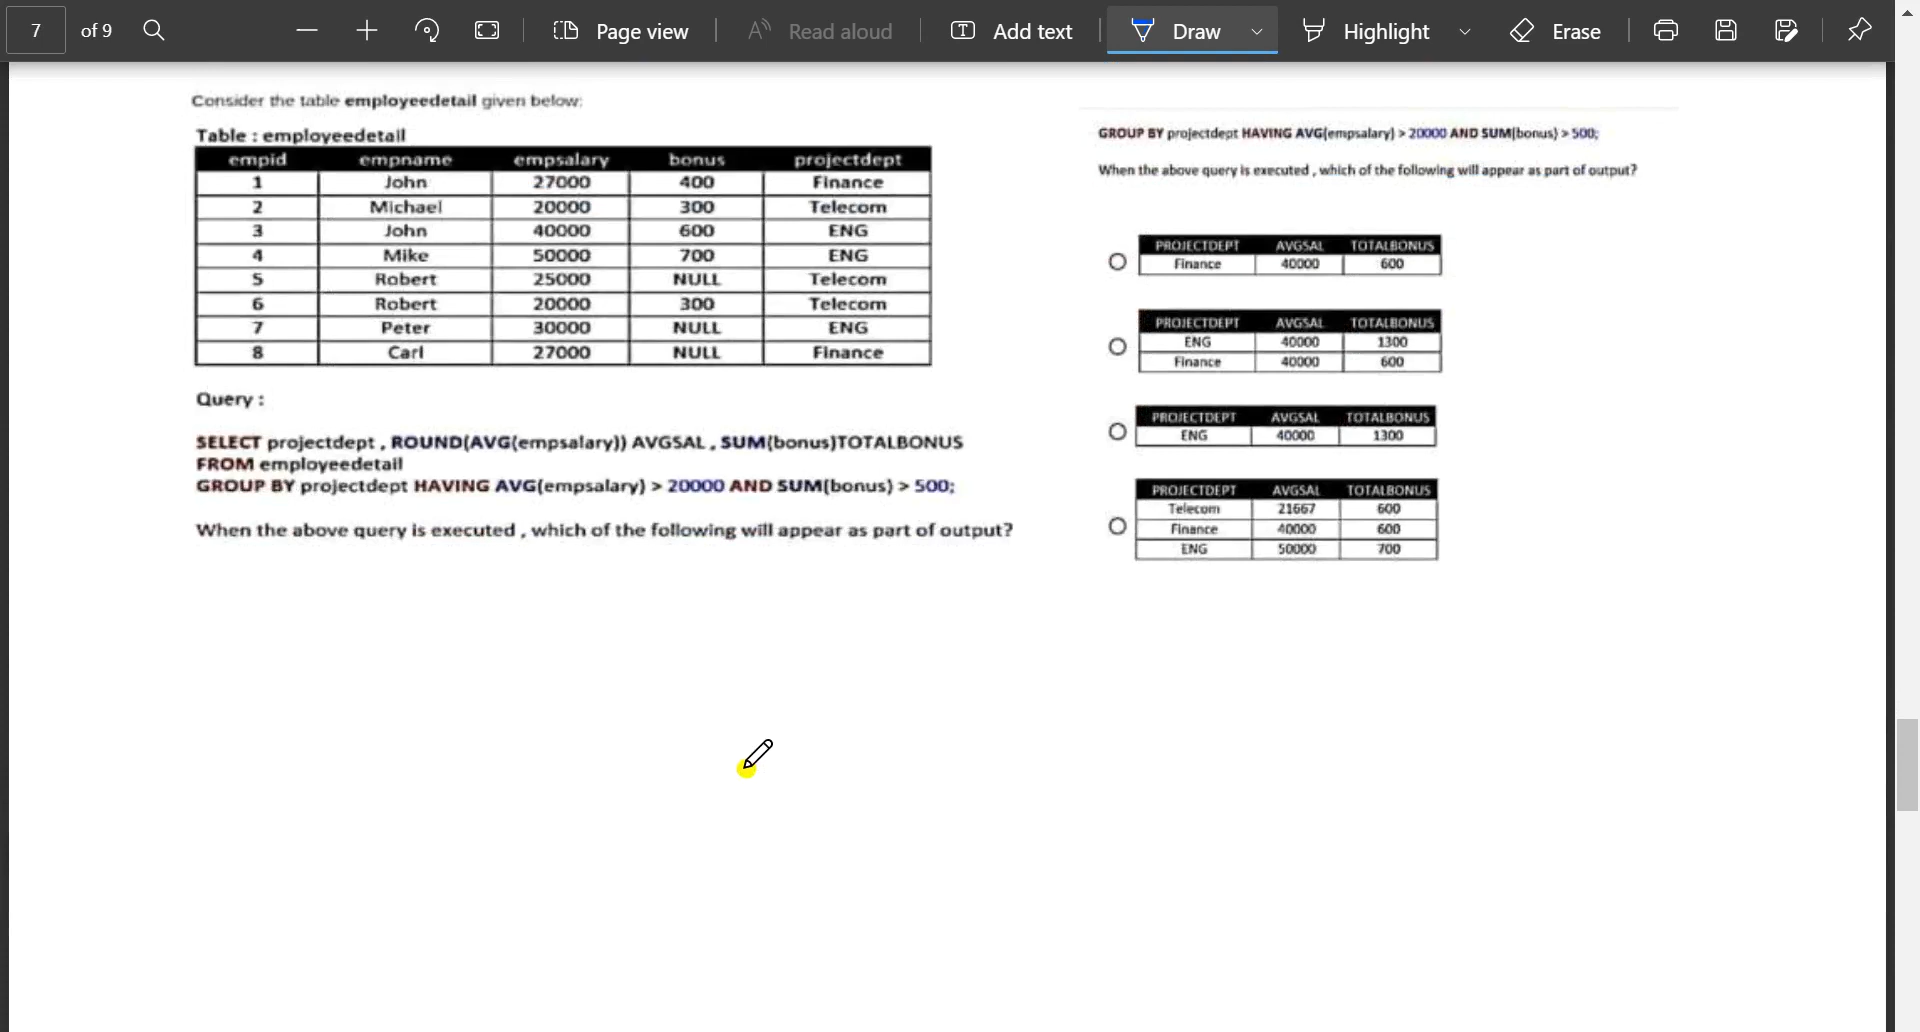 7 of 9 Page view Read aloud Add text Draw Highlight Erase
Consider the table employeedetail given below:
Table : employeedetail
empid empname empsalary bonus projectdept
1 John 27000 400 Finance
2 Michael 20000 300 Telecom
3 John 40000 600 ENG
4 Mike 50000 700 ENG
5 Robert 25000 NULL Telecom
6 Robert 20000 300 Telecom
7 Peter 30000 NULL ENG
8 Carl 27000 NULL Finance
Query :
SELECT projectdept , ROUND(AVG(empsalary)) AVGSAL , SUM(bonus)TOTALBONUS
FROM employeedetail
GROUP BY projectdept HAVING AVG(empsalary) > 20000 AND SUM(bonus) > 500;
When the above query is executed , which of the following will appear as part of output?
GROUP BY projectdept HAVING AVG(empsalary) > 20000 AND SUM(bonus) > 500;
When the above query is executed , which of the following will appear as part of output?
PROJECTDEPT AVGSAL TOTALBONUS
Finance 40000 600
PROJECTDEPT AVGSAL TOTALBONUS
ENG 40000 1300
Finance 40000 600
PROJECTDEPT AVGSAL TOTALBONUS
ENG 40000 1300
PROJECTDEPT AVGSAL TOTALBONUS
Telecom 21667 600
Finance 40000 600
ENG 50000 700